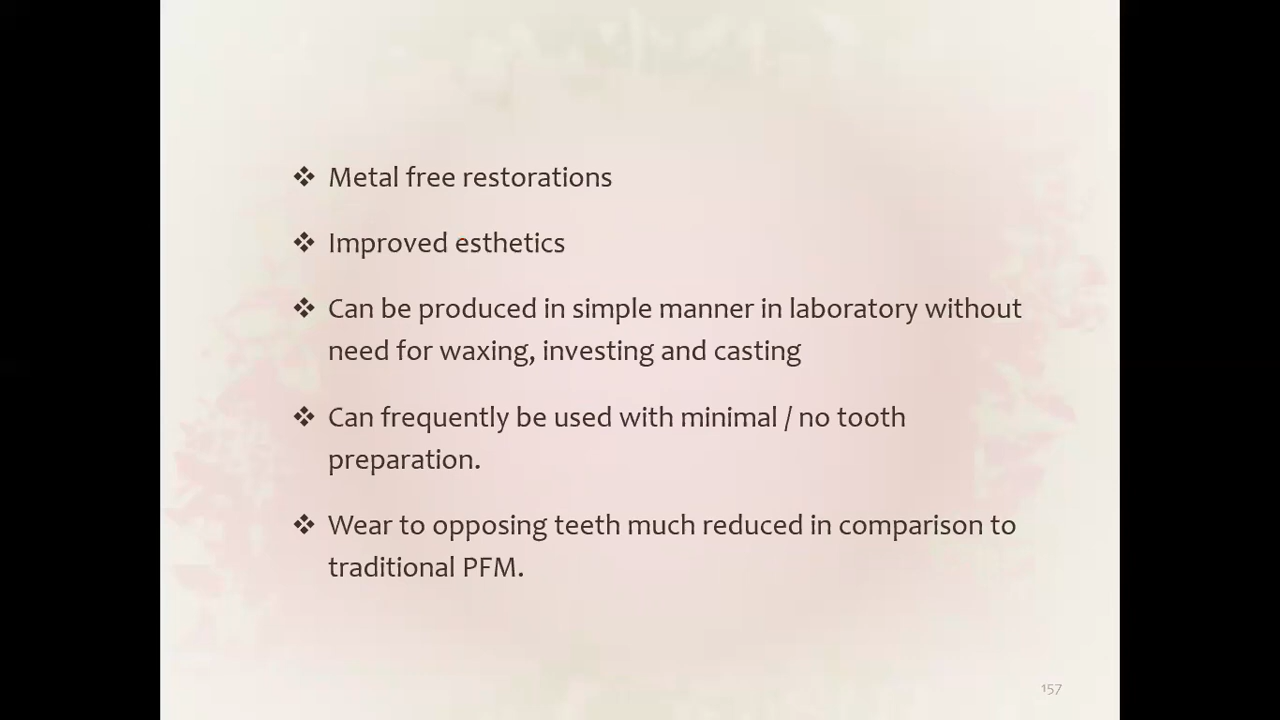 ❖ Metal free restorations
❖ Improved esthetics
❖ Can be produced in simple manner in laboratory without
need for waxing, investing and casting
❖ Can frequently be used with minimal / no tooth
preparation.
❖ Wear to opposing teeth much reduced in comparison to
traditional PFM.
157